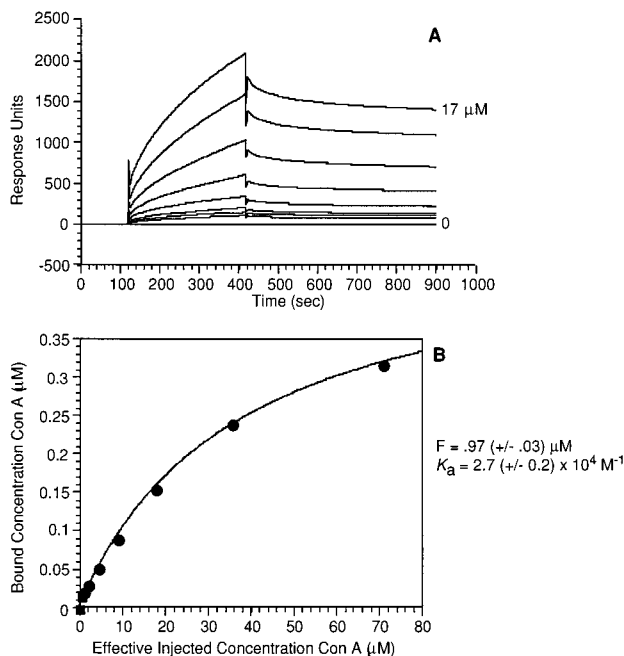 A
2500
2000
1500
1000
500
0
-500
Response Units
17 μM
0
0 100 200 300 400 500 600 700 800 900 1000
Time (sec)
B
0.35
0.3
0.25
0.2
0.15
0.1
0.05
0
Bound Concentration Con A (μM)
F = .97 (+/- .03) μM
Ka = 2.7 (+/- 0.2) x 10⁴ M⁻¹
0 10 20 30 40 50 60 70 80
Effective Injected Concentration Con A (μM)